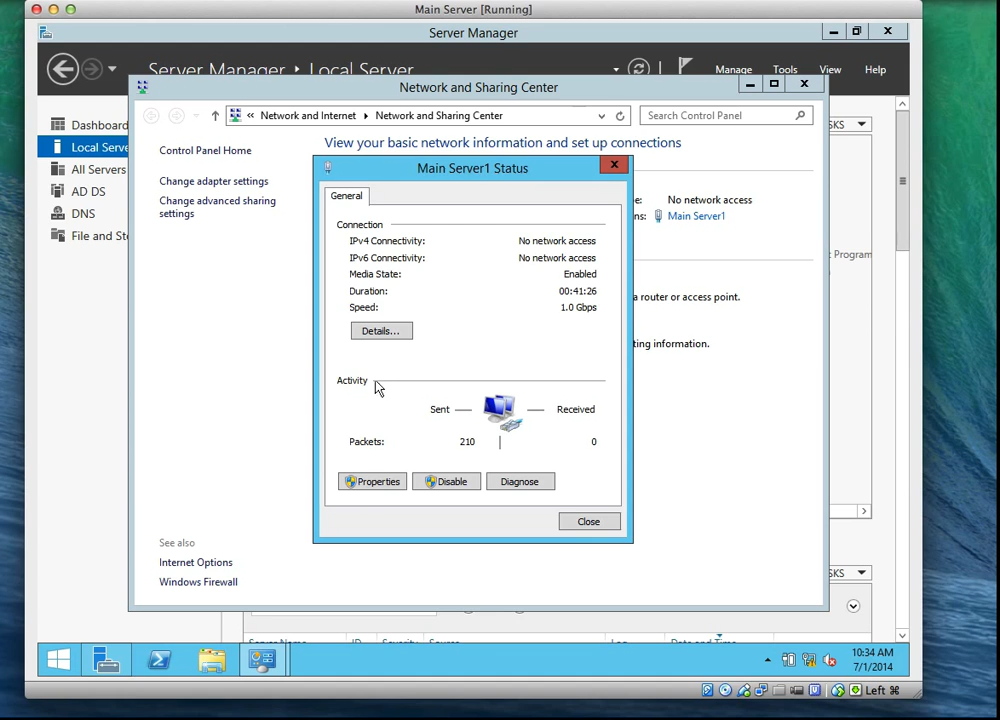 Main Server [Running]
Server Manager
Server Manager Local Server
Manage Tools View Help
Network and Sharing Center
Network and Internet Network and Sharing Center
Search Control Panel
Dashboard
Local Serve
All Servers
AD DS
DNS
File and Sto
SKS
Control Panel Home
Change adapter settings
Change advanced sharing
settings
View your basic network information and set up connections
No network access
Main Server1
a router or access point.
Program
Main Server1 Status
General
Connection
IPv4 Connectivity: No network access
IPv6 Connectivity: No network access
Media State: Enabled
Duration: 00:41:26
Speed: 1.0 Gbps
Details...
Activity
Sent Received
Packets: 210 0
Properties Disable Diagnose
Close
See also
Internet Options
Windows Firewall
SKS
10:34 AM
7/1/2014
Left ⌘